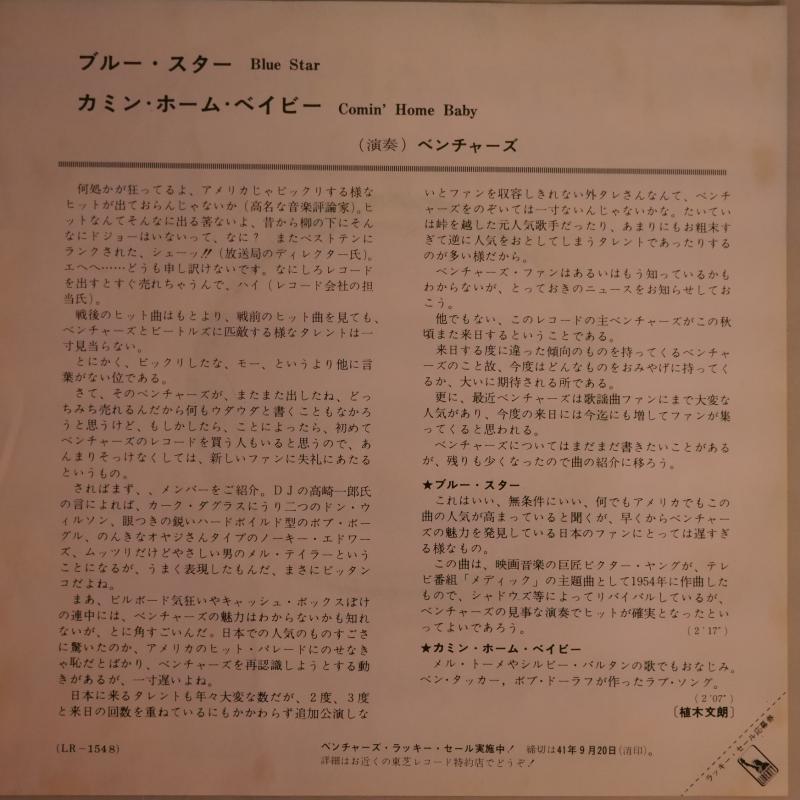 ブルー・スター Blue Star
カミン・ホーム・ベイビー Comin' Home Baby
(演奏) ベンチャーズ
何処かが狂ってるよ、アメリカじゃビックリする様な
ヒットが出ておらんじゃないか (高名な音楽評論家)。ヒ
ットなんてそんなに出る筈ないよ、昔から柳の下にそん
なにドジョーはいないって、なに? またベストテンに
ランクされた、シェーッ!! (放送局のディレクター氏)。
エヘヘ……どうも申し訳けないです。なにしろレコード
を出すとすぐ売れちゃうんで、ハイ (レコード会社の担
当氏)。
戦後のヒット曲はもとより、戦前のヒット曲を見ても、
ベンチャーズとビートルズに匹敵する様なタレントは一
寸見当らない。
とにかく、ビックリしたな、モー、というより他に言
葉がない位である。
さて、そのベンチャーズが、またまた出したね、どっ
ちみち売れるんだから何もウダウダと書くこともなかろ
うと思うけど、もしかしたら、ことによったら、初めて
ベンチャーズのレコードを買う人もいると思うので、あ
んまりそっけなくしては、新しいファンに失礼にあたる
というもの。
さればまず、、メンバーをご紹介。DJの高崎一郎氏
の言によれば、カーク・ダグラスにうり二つのドン・ウ
ィルソン、眼つきの鋭いハードボイルド型のボブ・ボー
グル、のんきなオヤジさんタイプのノーキー・エドワー
ズ、ムッツリだけどやさしい男のメル・テイラーという
ことになるが、うまく表現したもんだ、まさにピッタン
コだよね。
まあ、ビルボード気狂いやキャッシュ・ボックスぼけ
の連中には、ベンチャーズの魅力はわからないかも知れ
ないが、とに角すごいんだ。日本での人気のものすごさ
に驚いたのか、アメリカのヒット・パレードにのせなき
ゃ恥だとばかり、ベンチャーズを再認識しようとする動
きがあるが、一寸遅いよね。
日本に来るタレントも年々大変な数だが、2度、3度
と来日の回数を重ねているにもかかわらず追加公演しな
いとファンを収容しきれない外タレさんなんて、ベンチ
ャーズをのぞいては一寸ないんじゃないかな。たいてい
は峠を越した元人気歌手だったり、あまりにもお粗末す
ぎて逆に人気をおとしてしまうタレントであったりする
のが多い様だから。
ベンチャーズ・ファンはあるいはもう知っているかも
わからないが、とっておきのニュースをお知らせしてお
こう。
他でもない、このレコードの主ベンチャーズがこの秋
頃また来日するということである。
来日する度に違った傾向のものを持ってくるベンチャ
ーズのこと故、今度はどんなものをおみやげに持ってく
るか、大いに期待される所である。
更に、最近ベンチャーズは歌謡曲ファンにまで大変な
人気があり、今度の来日には今迄にも増してファンが集
ってくると思われる。
ベンチャーズについてはまだまだ書きたいことがある
が、残りも少くなったので曲の紹介に移ろう。
★ブルー・スター
これはいい、無条件にいい、何でもアメリカでもこの
曲の人気が高まっていると聞くが、早くからベンチャー
ズの魅力を発見している日本のファンにとっては遅すぎ
る様なもの。
この曲は、映画音楽の巨匠ビクター・ヤングが、テレ
ビ番組「メディック」の主題曲として1954年に作曲した
もので、シャドウズ等によってリバイバルしているが、
ベンチャーズの見事な演奏でヒットが確実となったとい
ってよいであろう。 (2'17")
★カミン・ホーム・ベイビー
メル・トーメやシルビー・バルタンの歌でもおなじみ。
ベン・タッカー，ボブ・ドーラフが作ったラブ・ソング。
(2'07")
〔植木文朗〕
(LR-1548)
ベンチャーズ・ラッキー・セール実施中! 締切は41年9月20日(消印)。
詳細はお近くの東芝レコード特約店でどうぞ!
ラッキー・セール応募券
LIBERTY